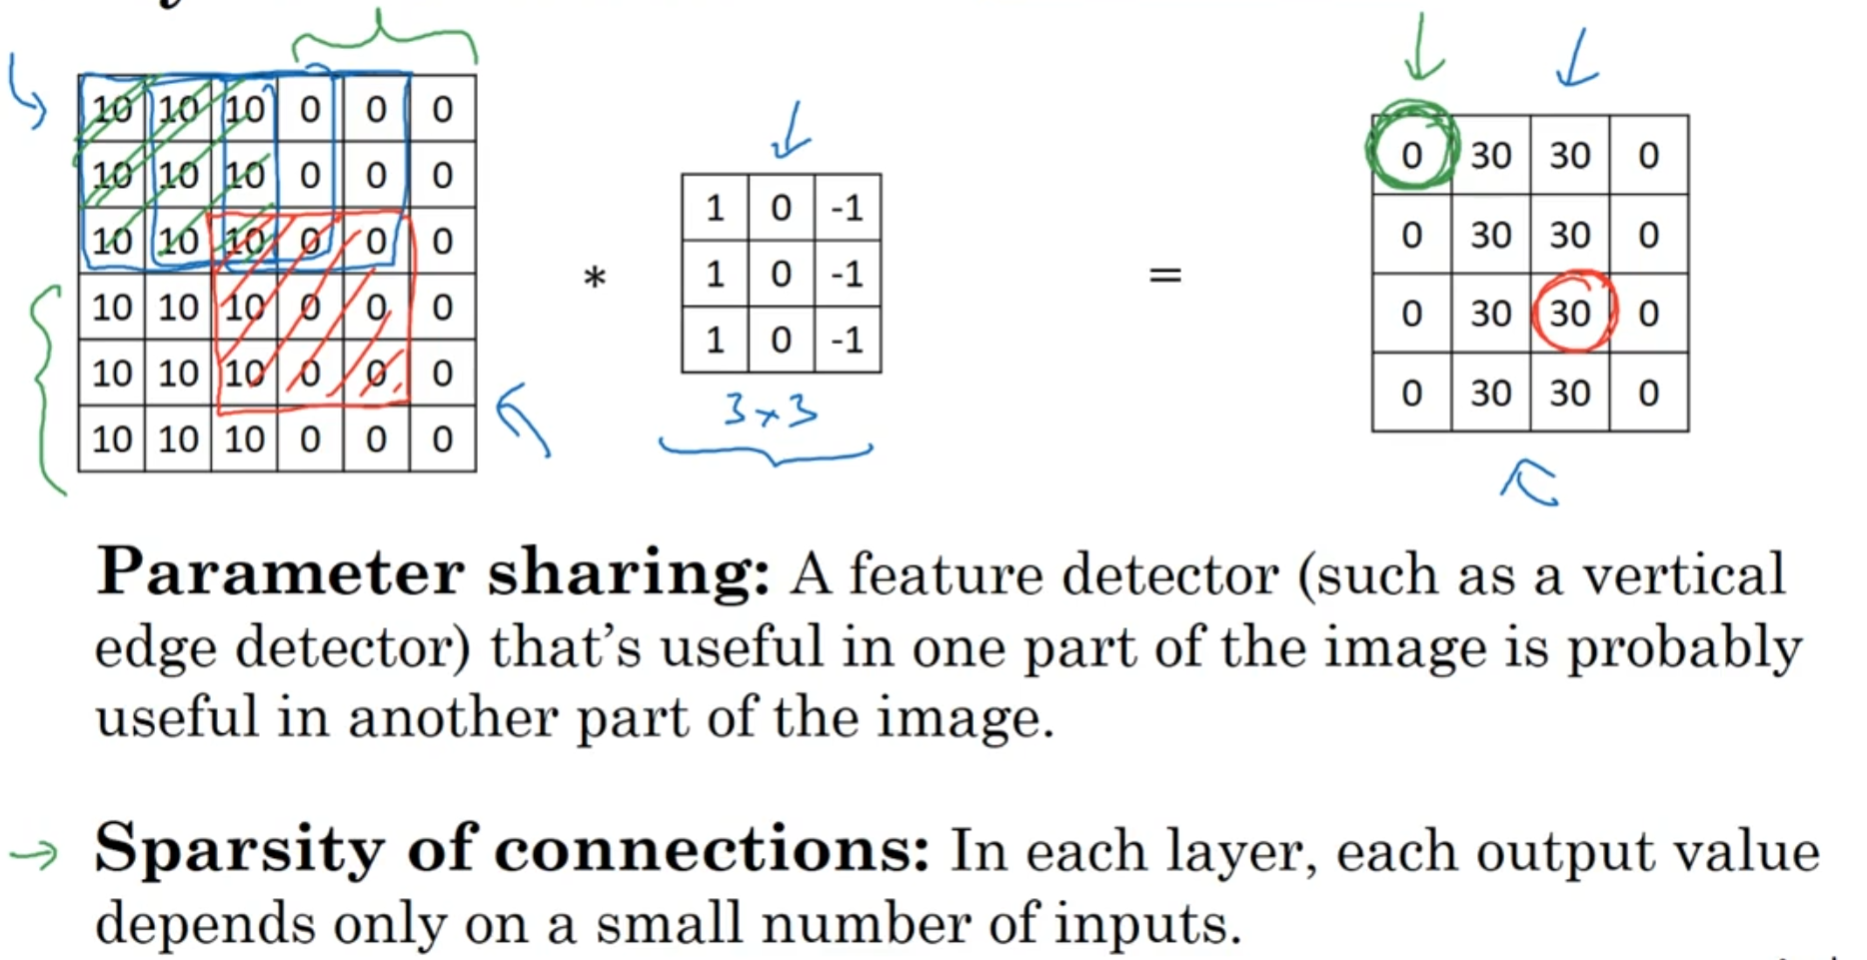 10 10 10 0 0 0
10 10 10 0 0 0
10 10 10 0 0 0
10 10 10 0 0 0
10 10 10 0 0 0
10 10 10 0 0 0
*
1 0 -1
1 0 -1
1 0 -1
3x3
=
0 30 30 0
0 30 30 0
0 30 30 0
0 30 30 0
Parameter sharing: A feature detector (such as a vertical
edge detector) that’s useful in one part of the image is probably
useful in another part of the image.
→ Sparsity of connections: In each layer, each output value
depends only on a small number of inputs.